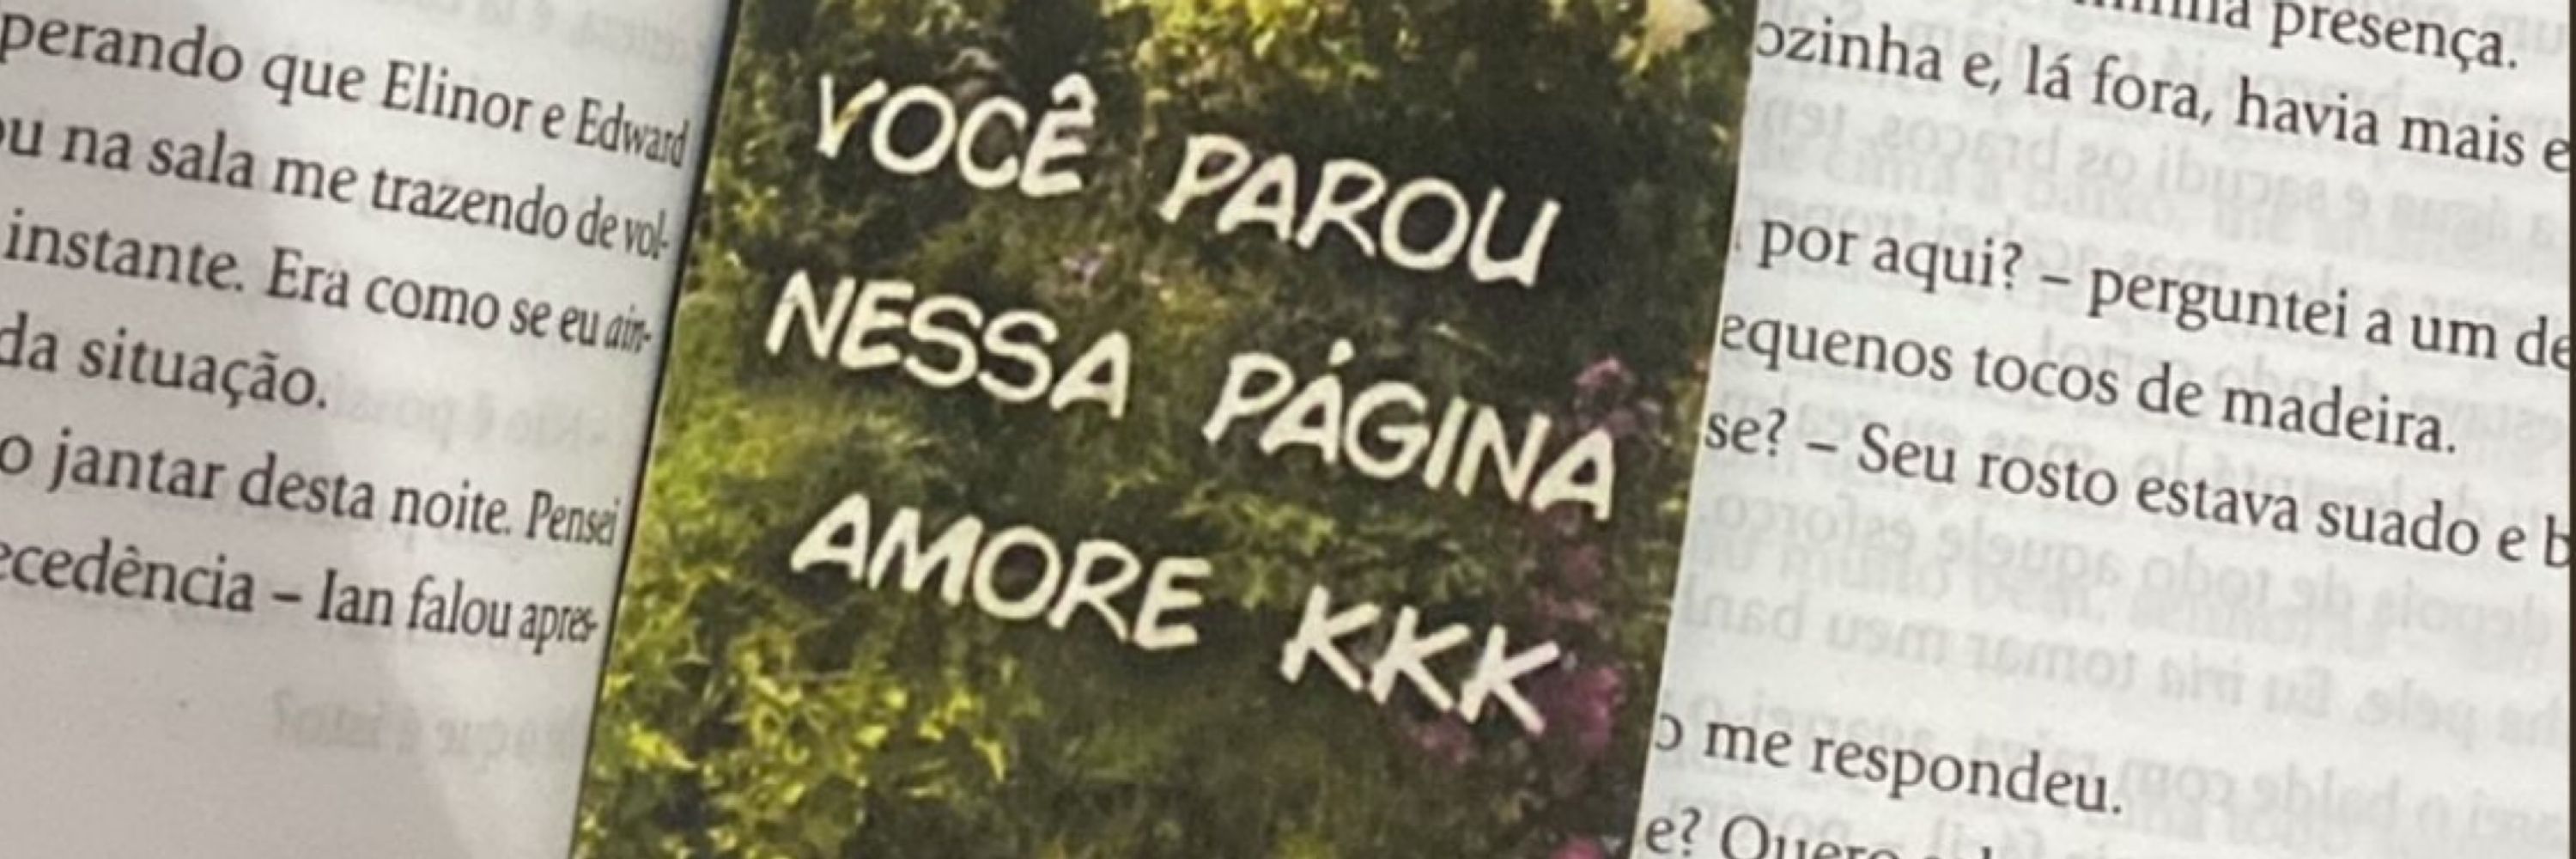 perando que Elinor e Edward
ou na sala me trazendo de vol-
instante. Era como se eu ain-
da situação.
o jantar desta noite. Pensei
ecedência – Ian falou apres-
VOCÊ PAROU
NESSA PÁGINA
AMORE KKK
presença.
ozinha e, lá fora, havia mais e
por aqui? – perguntei a um de
equenos tocos de madeira.
se? – Seu rosto estava suado e b
o me respondeu.
e? Quero